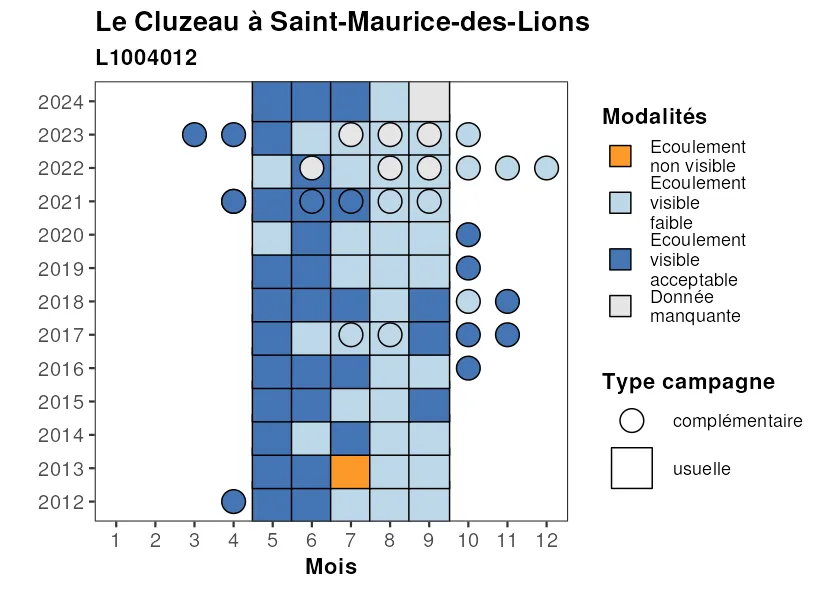 Le Cluzeau à Saint-Maurice-des-Lions
L1004012
2024
2023
2022
2021
2020
2019
2018
2017
2016
2015
2014
2013
2012
1 2 3 4 5 6 7 8 9 10 11 12
Mois
Modalités
Ecoulement
non visible
Ecoulement
visible
faible
Ecoulement
visible
acceptable
Donnée
manquante
Type campagne
complémentaire
usuelle